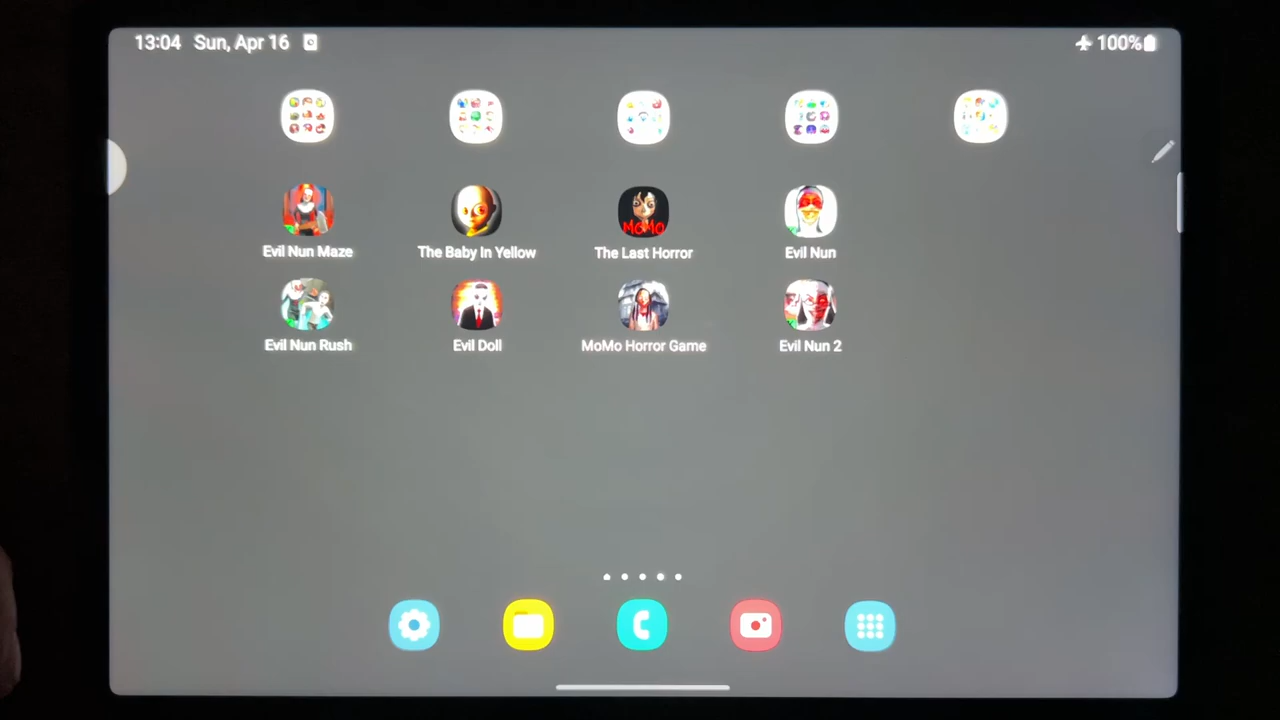 13:04 Sun, Apr 16 100%
MOMO
Evil Nun Maze The Baby In Yellow The Last Horror Evil Nun
Evil Nun Rush Evil Doll MoMo Horror Game Evil Nun 2